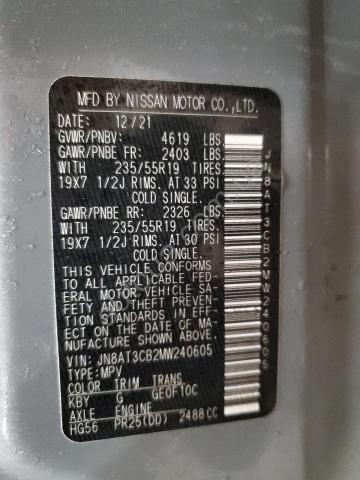 MFD BY NISSAN MOTOR CO.,LTD.
DATE: 12/21
GVWR/PNBV: 4619 LBS.
GAWR/PNBE FR: 2403 LBS.
WITH 235/55R19 TIRES.
19X7 1/2J RIMS. AT 33 PSI
COLD SINGLE.
GAWR/PNBE RR: 2326 LBS.
WITH 235/55R19 TIRES.
19X7 1/2J RIMS. AT 30 PSI
COLD SINGLE.
THIS VEHICLE CONFORMS
TO ALL APPLICABLE FED-
ERAL MOTOR VEHICLE SA-
FETY AND THEFT PREVEN-
TION STANDARDS IN EFF-
ECT ON THE DATE OF MA-
NUFACTURE SHOWN ABOVE.
VIN: JN8AT3CB2MW240605
TYPE: MPV
COLOR TRIM TRANS
KBY G GEOF10C
AXLE ENGINE
HG56 PR25(DD) 2488CC
JN8AT3CB2MW240605